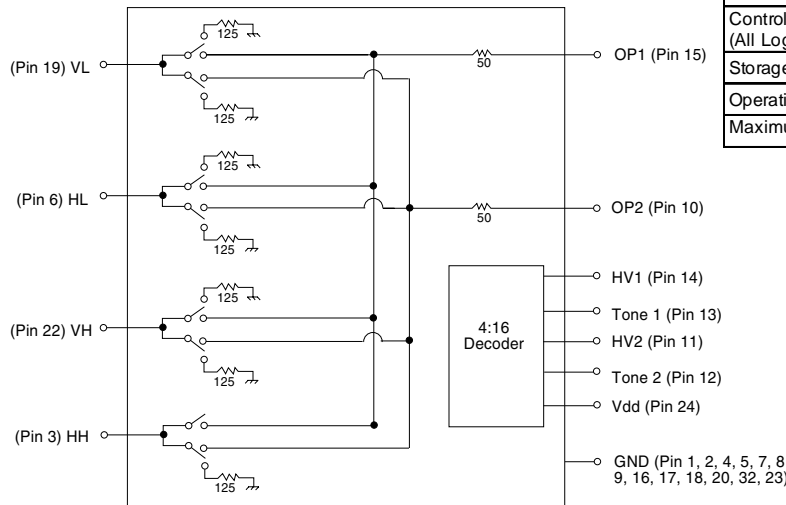 125
(Pin 19) VL
125
50
OP1 (Pin 15)
125
(Pin 6) HL
125
50
OP2 (Pin 10)
125
(Pin 22) VH
125
(Pin 3) HH
125
4:16
Decoder
HV1 (Pin 14)
Tone 1 (Pin 13)
HV2 (Pin 11)
Tone 2 (Pin 12)
Vdd (Pin 24)
GND (Pin 1, 2, 4, 5, 7, 8
9, 16, 17, 18, 20, 32, 23)
Control
(All Log
Storage
Operati
Maximu